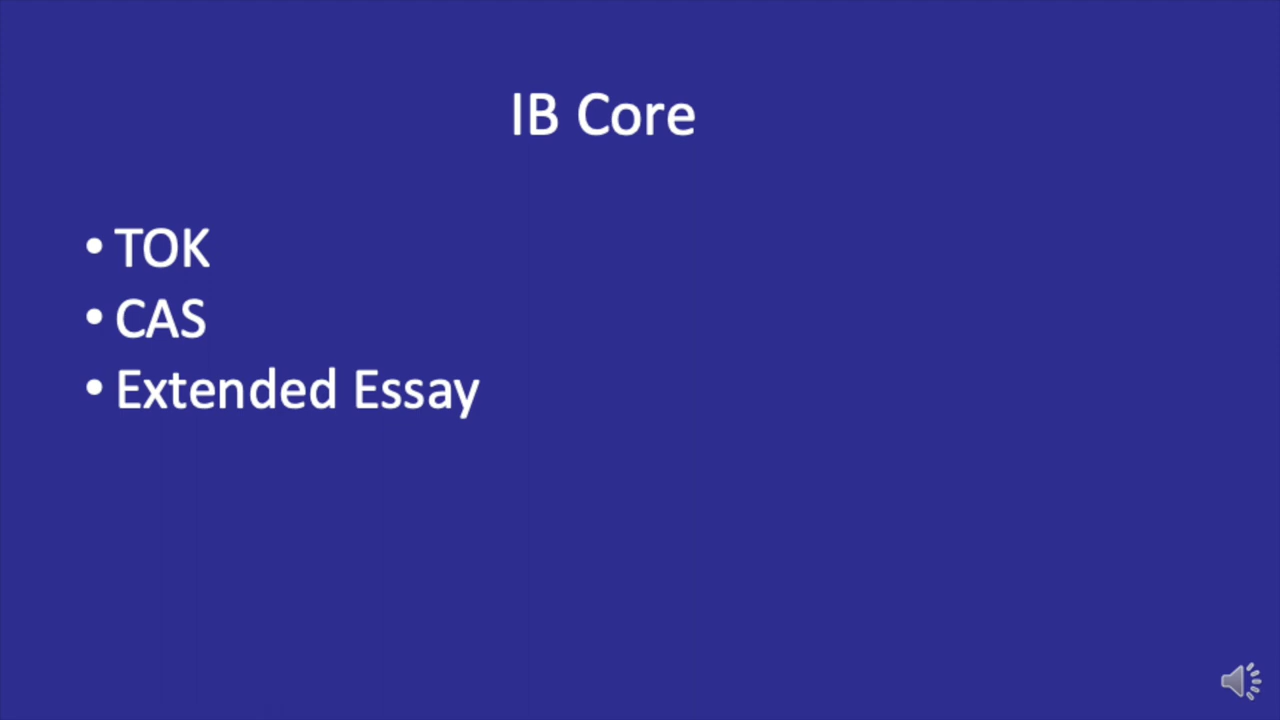 IB Core
• TOK
• CAS
• Extended Essay